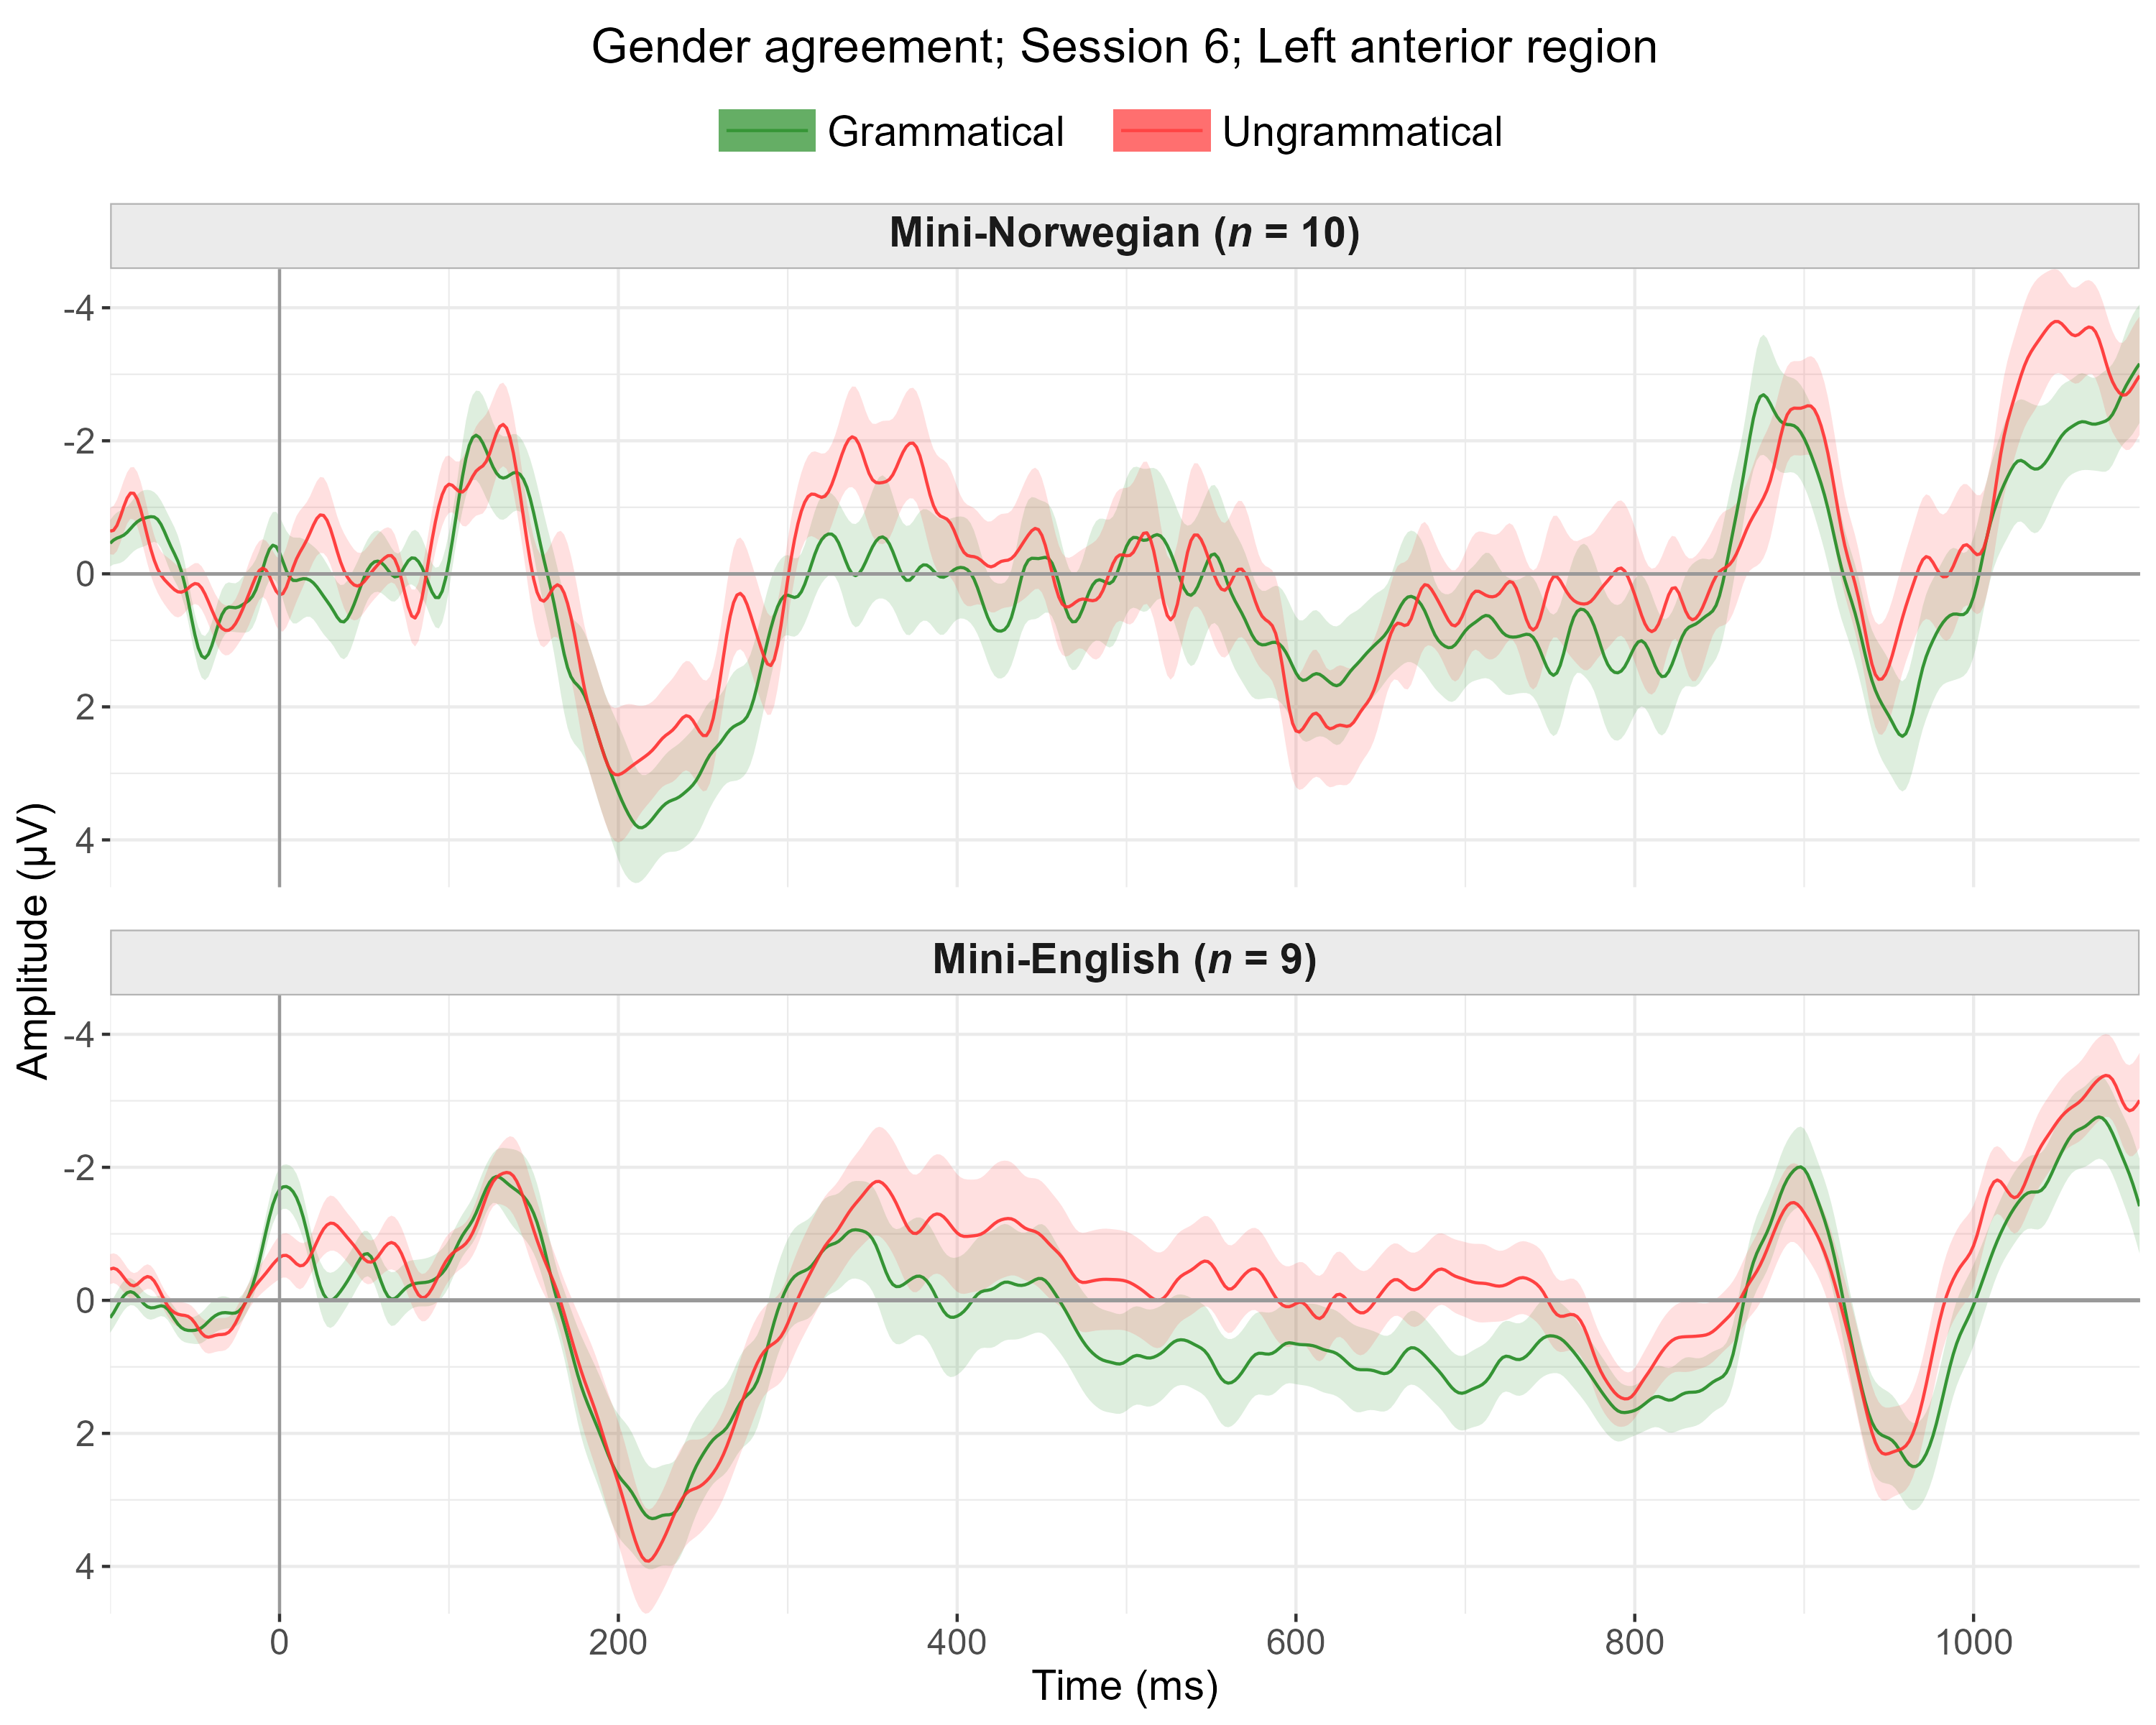 Gender agreement; Session 6; Left anterior region
Grammatical Ungrammatical
Mini-Norwegian (n = 10)
-4
-2
0
2
4
Mini-English (n = 9)
-4
-2
0
2
4
Amplitude (µV)
0 200 400 600 800 1000
Time (ms)